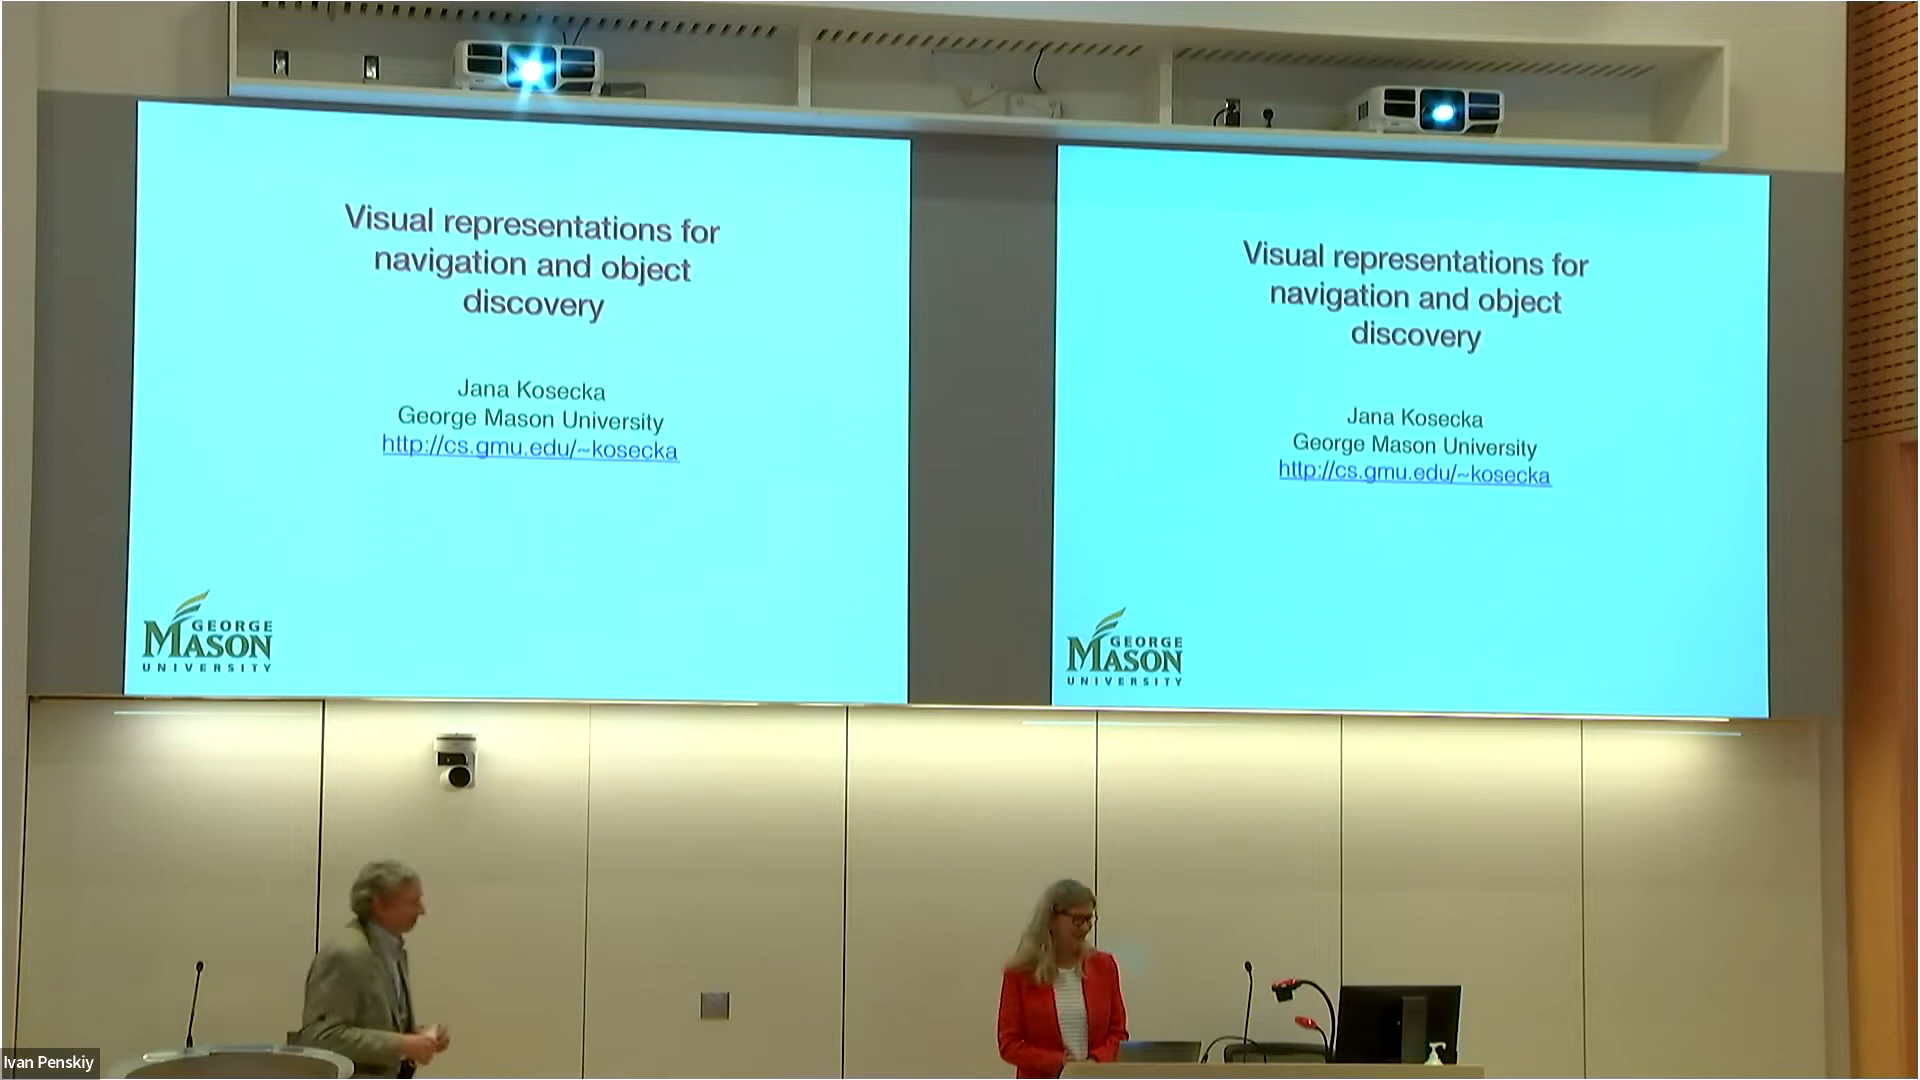 Visual representations for
navigation and object
discovery
Jana Kosecka
George Mason University
http://cs.gmu.edu/~kosecka
GEORGE
MASON
UNIVERSITY
Visual representations for
navigation and object
discovery
Jana Kosecka
George Mason University
http://cs.gmu.edu/~kosecka
GEORGE
MASON
UNIVERSITY
Ivan Penskiy